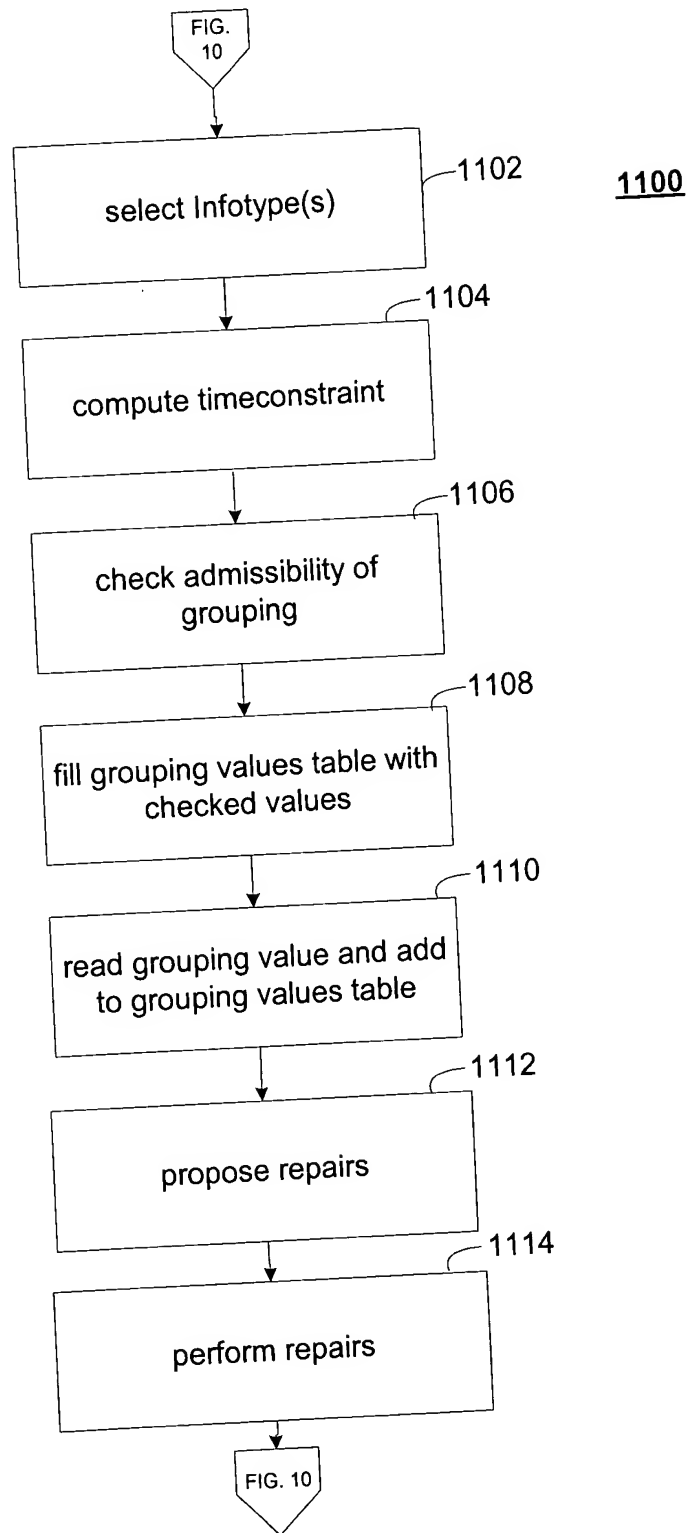 FIG.
10
1102
1100
select Infotype(s)
1104
compute timeconstraint
1106
check admissibility of
grouping
1108
fill grouping values table with
checked values
1110
read grouping value and add
to grouping values table
1112
propose repairs
1114
perform repairs
FIG. 10